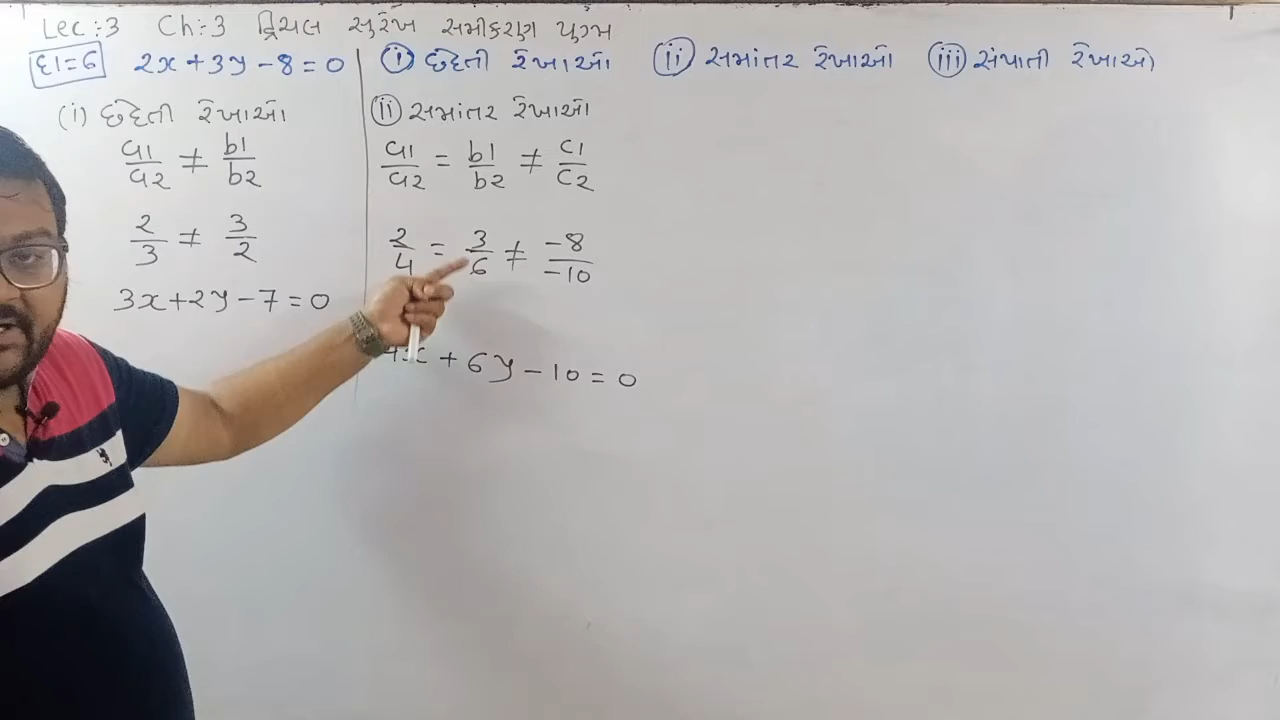 Lec:3 Ch:3 દ્વિચલ સુરેખ સમીકરણ યુગ્મ
દા=6 2x+3y-8=0 (i) છેદતી રેખાઓ (ii) સમાંતર રેખાઓ (iii) સંપાતી રેખાઓ
(i) છેદતી રેખાઓ
a1/a2 ≠ b1/b2
2/3 ≠ 3/2
3x+2y-7=0
(ii) સમાંતર રેખાઓ
a1/a2 = b1/b2 ≠ c1/c2
2/4 = 3/6 ≠ -8/-10
4x+6y-10=0